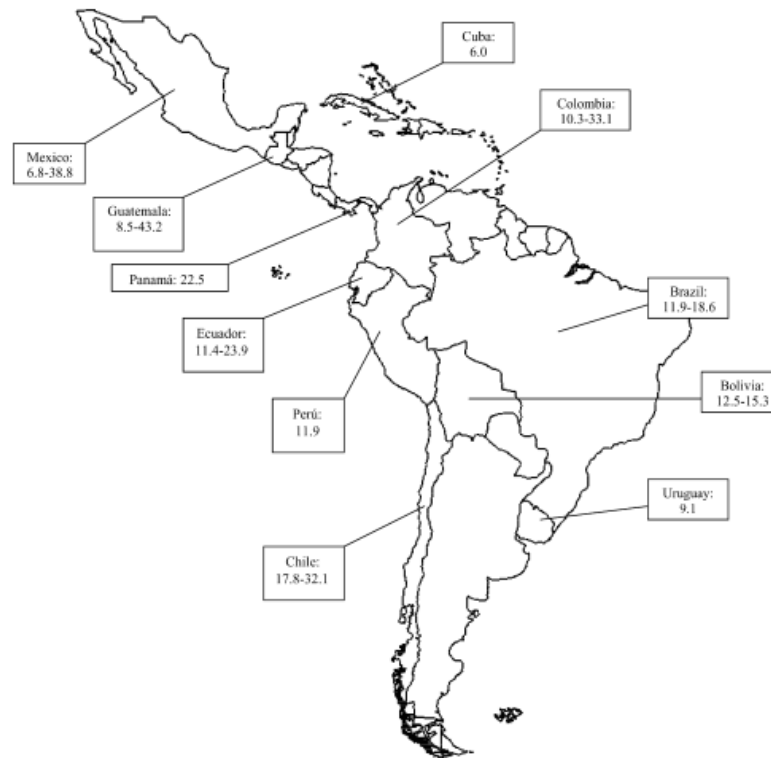 Cuba:
6.0
Colombia:
10.3-33.1
Mexico:
6.8-38.8
Guatemala:
8.5-43.2
Panamá: 22.5
Brazil:
11.9-18.6
Ecuador:
11.4-23.9
Bolivia:
12.5-15.3
Perú:
11.9
Uruguay:
9.1
Chile:
17.8-32.1